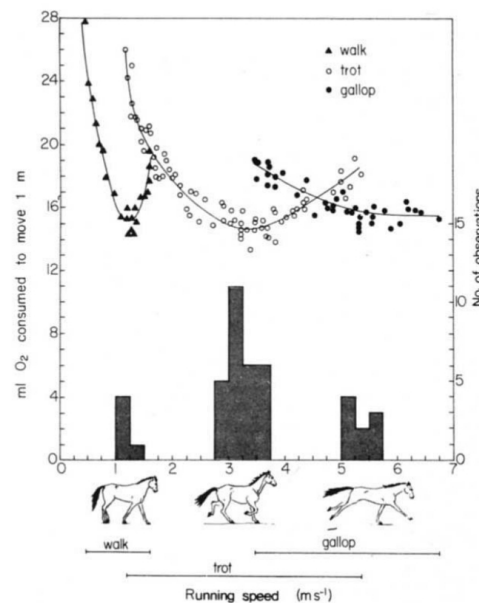 28
24
20
16
12
8
4
0
ml O₂ consumed to move 1 m
▲ walk
○ trot
● gallop
15
10
5
0
No. of observations
0 1 2 3 4 5 6 7
walk
gallop
trot
Running speed (m s⁻¹)